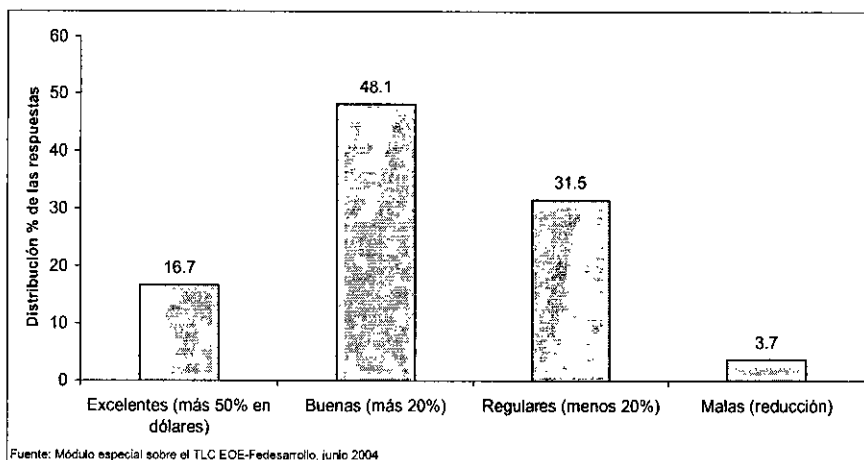 Distribución % de las respuestas
60
50
40
30
20
10
0
16.7
48.1
31.5
3.7
Excelentes (más 50% en
dólares)
Buenas (más 20%)
Regulares (menos 20%)
Malas (reducción)
Fuente: Módulo especial sobre el TLC EOE-Fedesarrollo, junio 2004